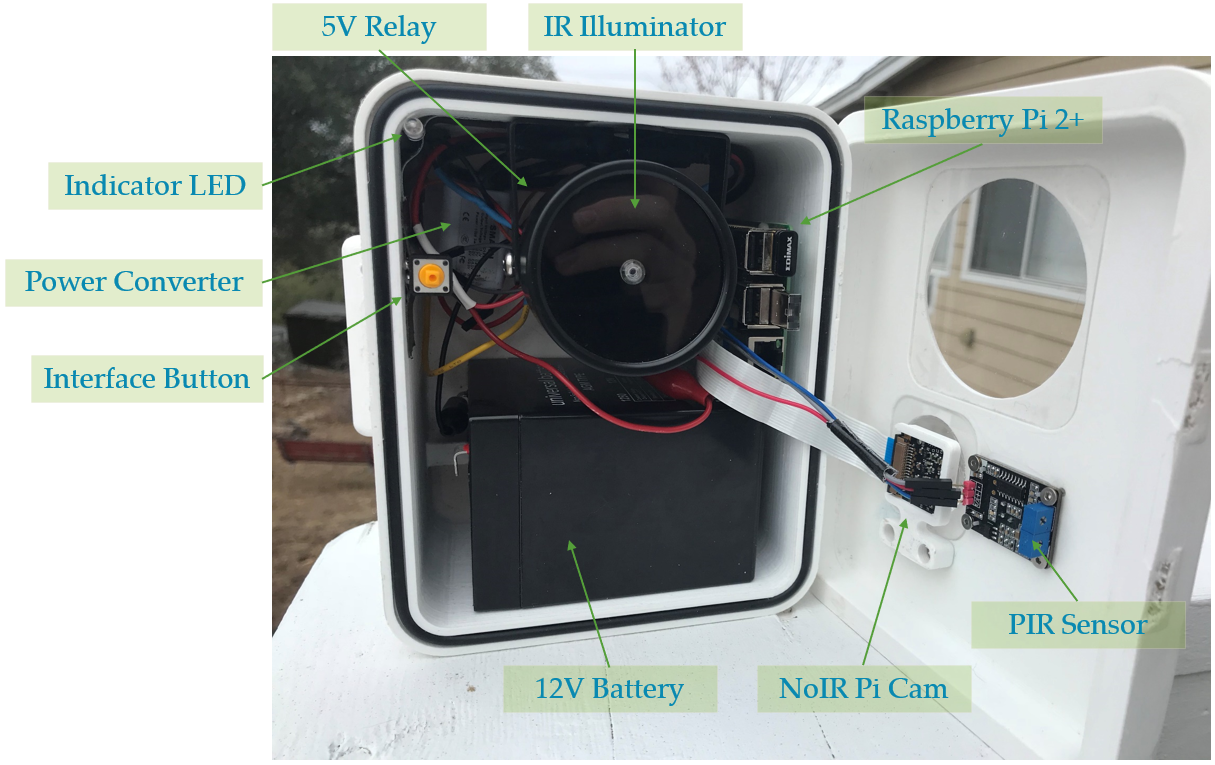 5V Relay
IR Illuminator
Raspberry Pi 2+
Indicator LED
EDIMAX
Power Converter
Interface Button
universal
PIR Sensor
12V Battery
NoIR Pi Cam